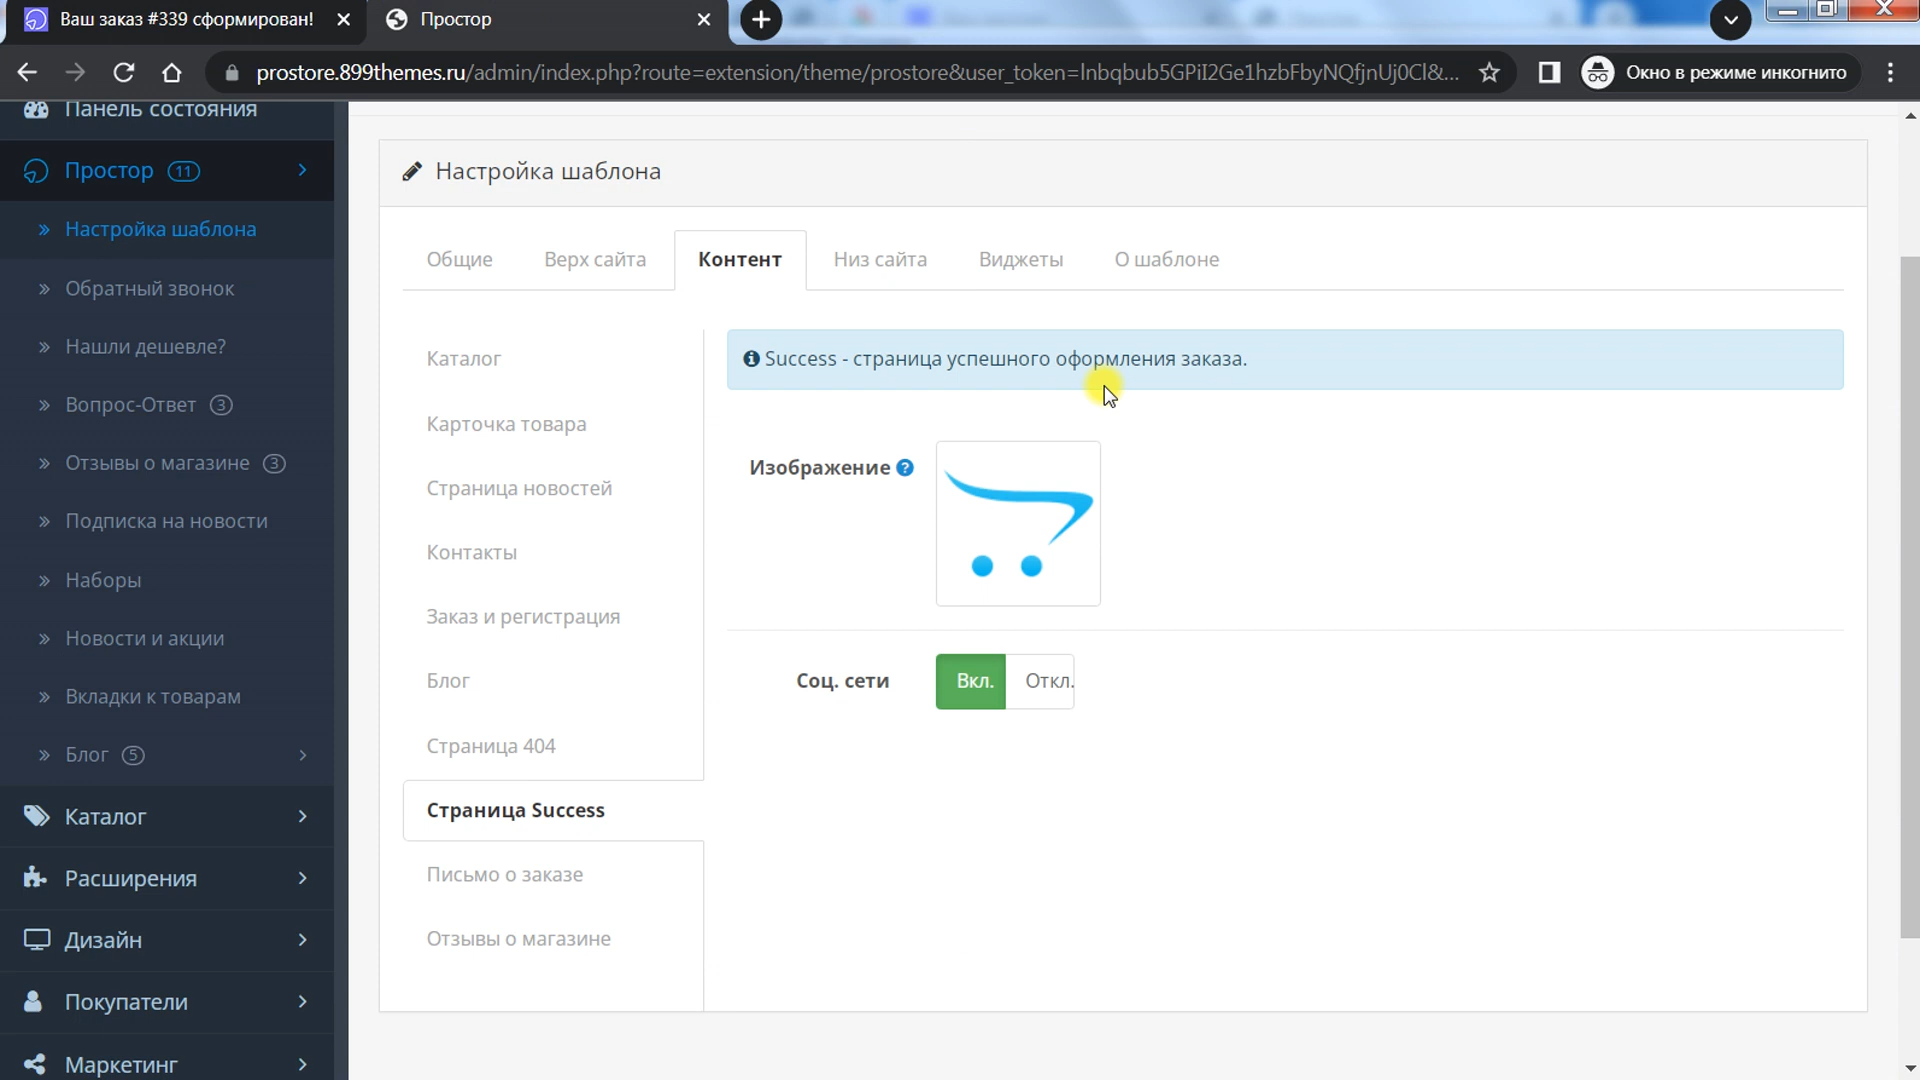 Ваш заказ #339 сформирован!
Простор
prostore.899themes.ru/admin/index.php?route=extension/theme/prostore&user_token=lnbqbub5GPiI2Ge1hzbFbyNQfjnUj0Cl&...
Окно в режиме инкогнито
Панель состояния
Простор 11
Настройка шаблона
Обратный звонок
Нашли дешевле?
Вопрос-Ответ 3
Отзывы о магазине 3
Подписка на новости
Наборы
Новости и акции
Вкладки к товарам
Блог 5
Каталог
Расширения
Дизайн
Покупатели
Маркетинг
Настройка шаблона
Общие
Верх сайта
Контент
Низ сайта
Виджеты
О шаблоне
Каталог
Карточка товара
Страница новостей
Контакты
Заказ и регистрация
Блог
Страница 404
Страница Success
Письмо о заказе
Отзывы о магазине
Success - страница успешного оформления заказа.
Изображение
Соц. сети
Вкл.
Откл.